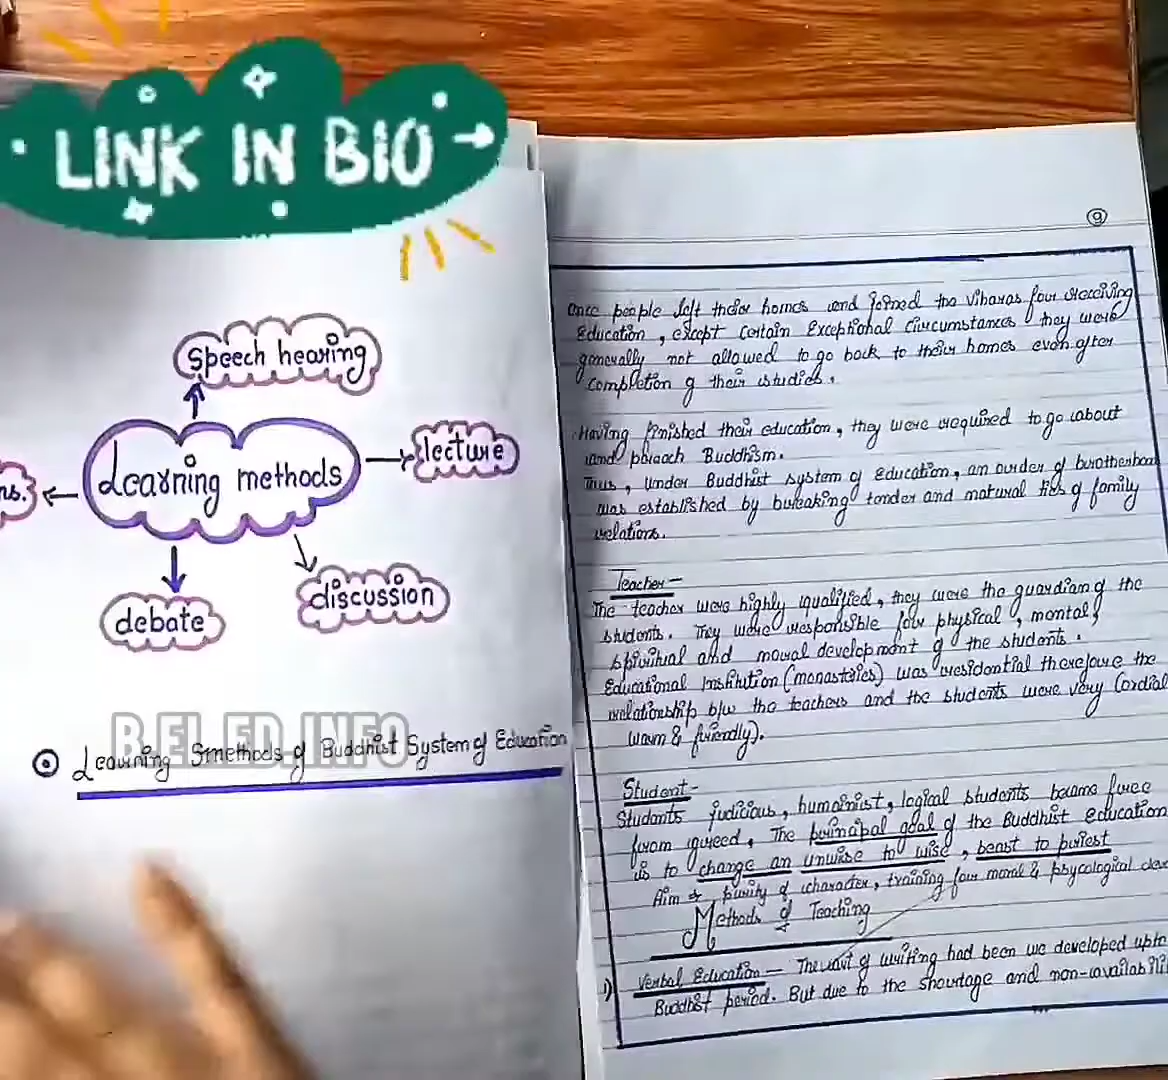 LINK IN BIO
speech hearing
Learning methods
lecture
ns.
debate
discussion
B.EL.ED.INFO
Learning methods of Buddhist System of Education
9
Once people left their homes and joined the Viharas for receiving
Education, except certain Exceptional circumstances they were
generally not allowed to go back to their homes even after
completion of their studies.
Having finished their education, they were required to go about
and preach Buddhism.
Thus, Under Buddhist system of Education, an order of brotherhood
was established by breaking tender and natural ties of family
relations.
Teacher-
The teacher were highly qualified, they were the guardian of the
students. They were responsible for physical, mental,
spiritual and moral development of the students.
Educational Institution (monastries) was residential therefore the
relationship b/w the teachers and the students were very (cordial
warm & friendly).
Student-
Students judicious, humainist, logical students became free
from greed, The principal goal of the Buddhist education
is to change an unwise to wise, beast to priest
Aim purity of character, training for moral & phycological
Methods of Teaching
1) Verbal Education - The art of writing had been we developed upto
Buddhist period. But due to the shortage and non-availabili